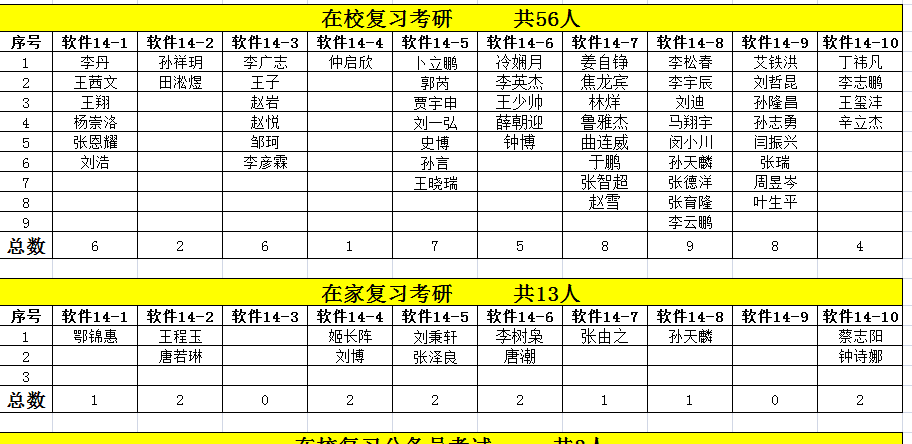 在校复习考研 共56人
序号 软件14-1 软件14-2 软件14-3 软件14-4 软件14-5 软件14-6 软件14-7 软件14-8 软件14-9 软件14-10
1 李丹 孙祥玥 李广志 仲启欣 卜立鹏 冷娴月 姜自铮 李松春 艾铁洪 丁祎凡
2 王茜文 田淞煜 王子 郭芮 李英杰 焦龙宾 李宇辰 刘哲昆 李志鹏
3 王翔 赵岩 贾宇申 王少帅 林烊 刘迪 孙隆昌 王玺沣
4 杨崇洛 赵悦 刘一弘 薛朝迎 鲁雅杰 马翔宇 孙志勇 辛立杰
5 张恩耀 邹珂 史博 钟博 曲连威 闵小川 闫振兴
6 刘浩 李彦霖 孙言 于鹏 孙天麟 张瑞
7 王晓瑞 张智超 张德洋 周昱岑
8 赵雪 张育隆 叶生平
9 李云鹏
总数 6 2 6 1 7 5 8 9 8 4
在家复习考研 共13人
序号 软件14-1 软件14-2 软件14-3 软件14-4 软件14-5 软件14-6 软件14-7 软件14-8 软件14-9 软件14-10
1 鄂锦惠 王程玉 姬长阵 刘秉轩 李树枭 张由之 孙天麟 蔡志阳
2 唐若琳 刘博 张泽良 唐潮 钟诗娜
3
总数 1 2 0 2 2 2 1 1 0 2
在校复习公务员考试 共